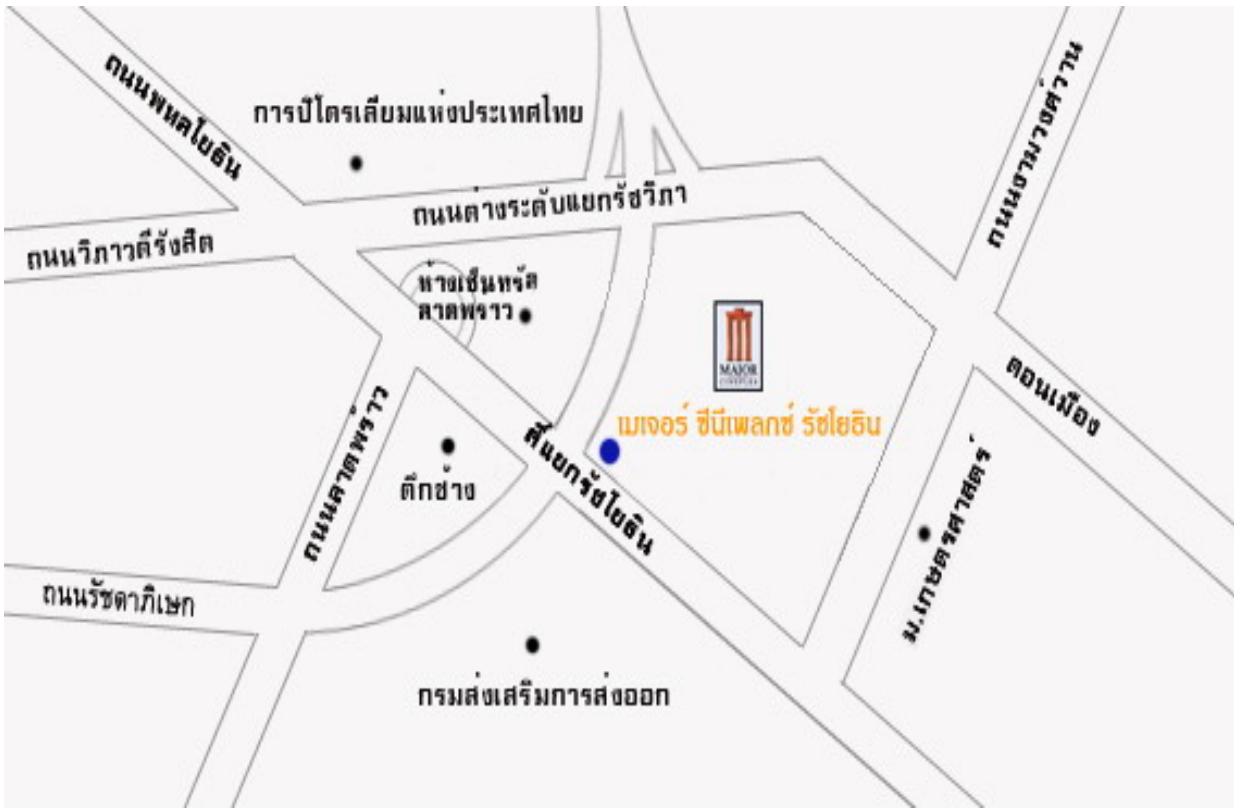 ถนนพหลโยธิน
การปิโตรเลียมแห่งประเทศไทย
ถนนงามวงศ์วาน
ถนนต่างระดับแยกรัชวิภา
ถนนวิภาวดีรังสิต
ห้างเซ็นทรัล
ลาดพราว
MAJOR
CINEPLEX
เมเจอร์ ซีนีเพลกซ์ รัชโยธิน
ดอนเมือง
ถนนลาดพร้าว
ตึกช้าง
สี่แยกรัชโยธิน
ม.เกษตรศาสตร์
ถนนรัชดาภิเษก
กรมส่งเสริมการส่งออก